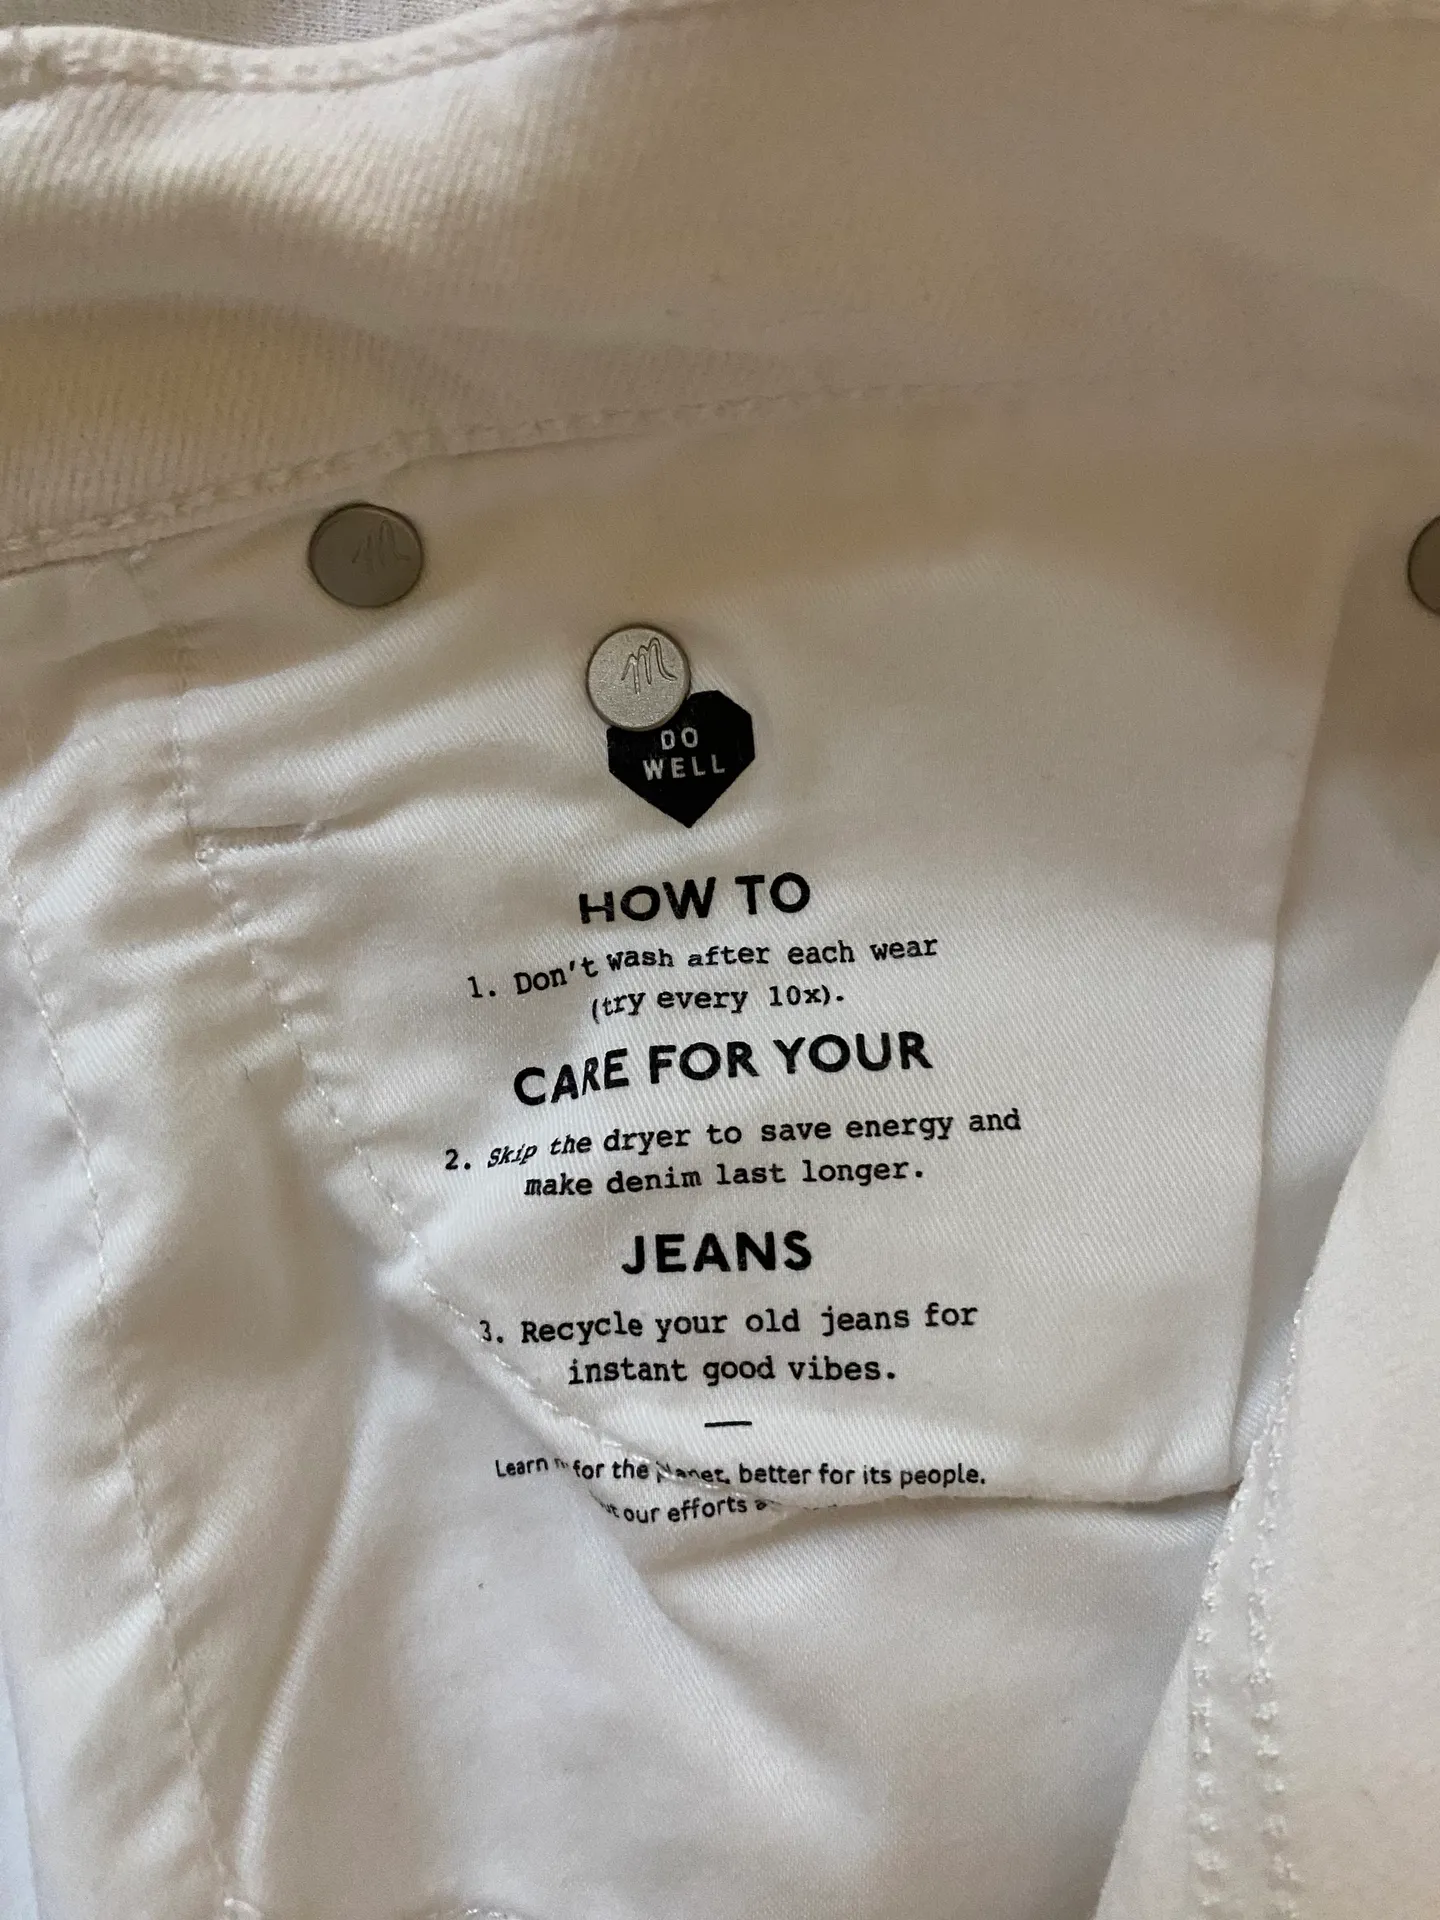 m
m
DO
WELL
HOW TO
1. Don't wash after each wear
(try every 10x).
CARE FOR YOUR
2. Skip the dryer to save energy and
make denim last longer.
JEANS
3. Recycle your old jeans for
instant good vibes.
—
Learn for the planet, better for its people.
our efforts